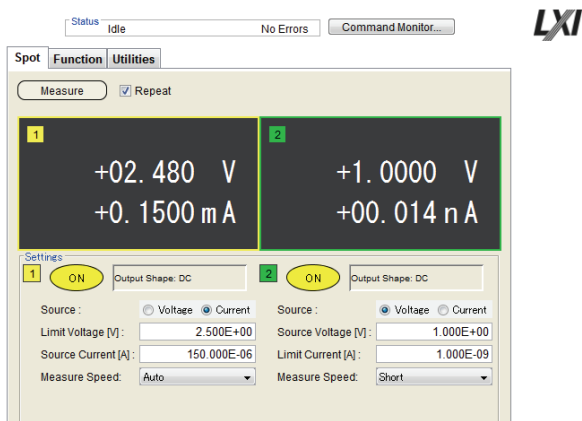 Status
Idle No Errors Command Monitor...
LXI
Spot Function Utilities
Measure Repeat
1 2
+02.480 V +1.0000 V
+0.1500 mA +00.014 nA
Settings
1 ON Output Shape: DC 2 ON Output Shape: DC
Source : Voltage Current Source : Voltage Current
Limit Voltage [V] : 2.500E+00 Source Voltage [V] : 1.000E+00
Source Current [A] : 150.000E-06 Limit Current [A] : 1.000E-09
Measure Speed: Auto Measure Speed: Short